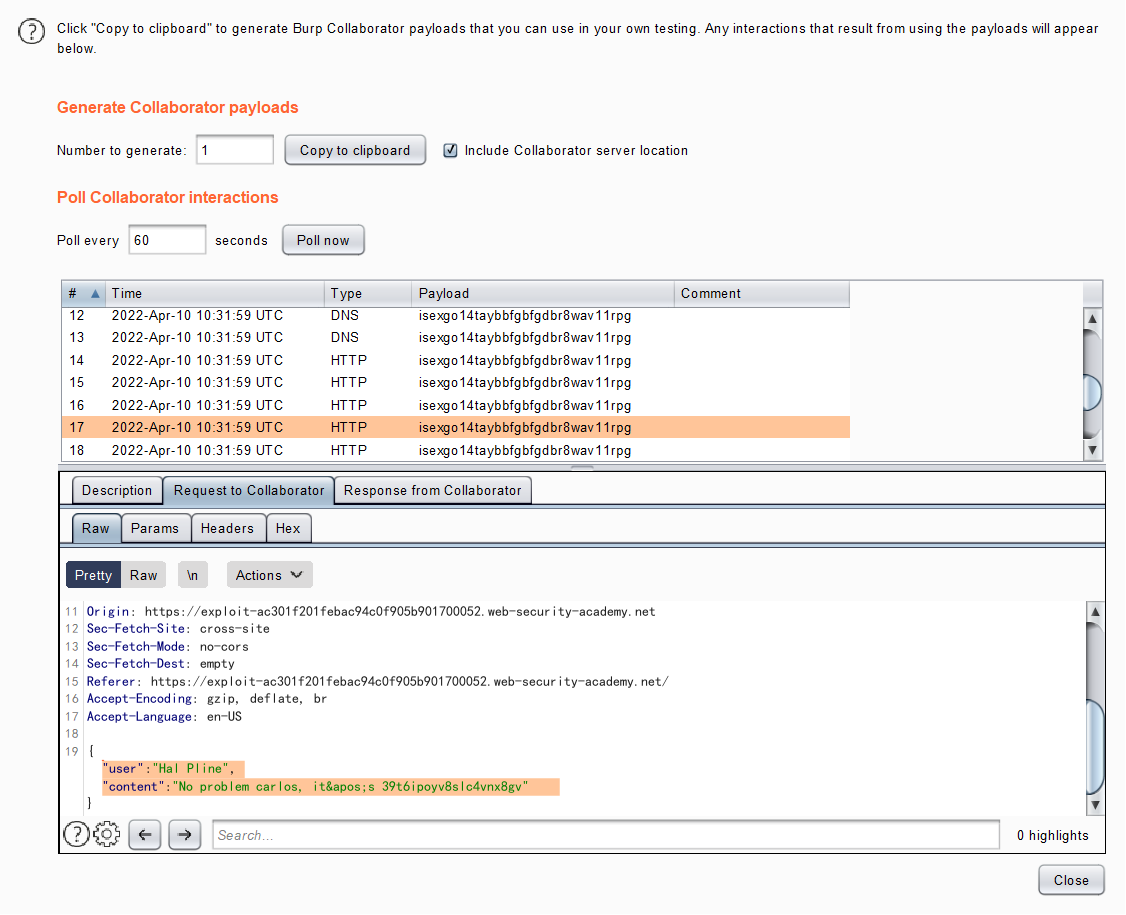 Click "Copy to clipboard" to generate Burp Collaborator payloads that you can use in your own testing. Any interactions that result from using the payloads will appear
below.
Generate Collaborator payloads
Number to generate: 1 Copy to clipboard Include Collaborator server location
Poll Collaborator interactions
Poll every 60 seconds Poll now
# Time Type Payload Comment
12 2022-Apr-10 10:31:59 UTC DNS isexgo14taybbfgbfgdbr8wav11rpg
13 2022-Apr-10 10:31:59 UTC DNS isexgo14taybbfgbfgdbr8wav11rpg
14 2022-Apr-10 10:31:59 UTC HTTP isexgo14taybbfgbfgdbr8wav11rpg
15 2022-Apr-10 10:31:59 UTC HTTP isexgo14taybbfgbfgdbr8wav11rpg
16 2022-Apr-10 10:31:59 UTC HTTP isexgo14taybbfgbfgdbr8wav11rpg
17 2022-Apr-10 10:31:59 UTC HTTP isexgo14taybbfgbfgdbr8wav11rpg
18 2022-Apr-10 10:31:59 UTC HTTP isexgo14taybbfgbfgdbr8wav11rpg
Description Request to Collaborator Response from Collaborator
Raw Params Headers Hex
Pretty Raw \n Actions
11 Origin: https://exploit-ac301f201febac94c0f905b901700052.web-security-academy.net
12 Sec-Fetch-Site: cross-site
13 Sec-Fetch-Mode: no-cors
14 Sec-Fetch-Dest: empty
15 Referer: https://exploit-ac301f201febac94c0f905b901700052.web-security-academy.net/
16 Accept-Encoding: gzip, deflate, br
17 Accept-Language: en-US
18
19 {
"user":"Hal Pline",
"content":"No problem carlos, it&apos;s 39t6ipoyv8slc4vnx8gv"
}
Search... 0 highlights
Close